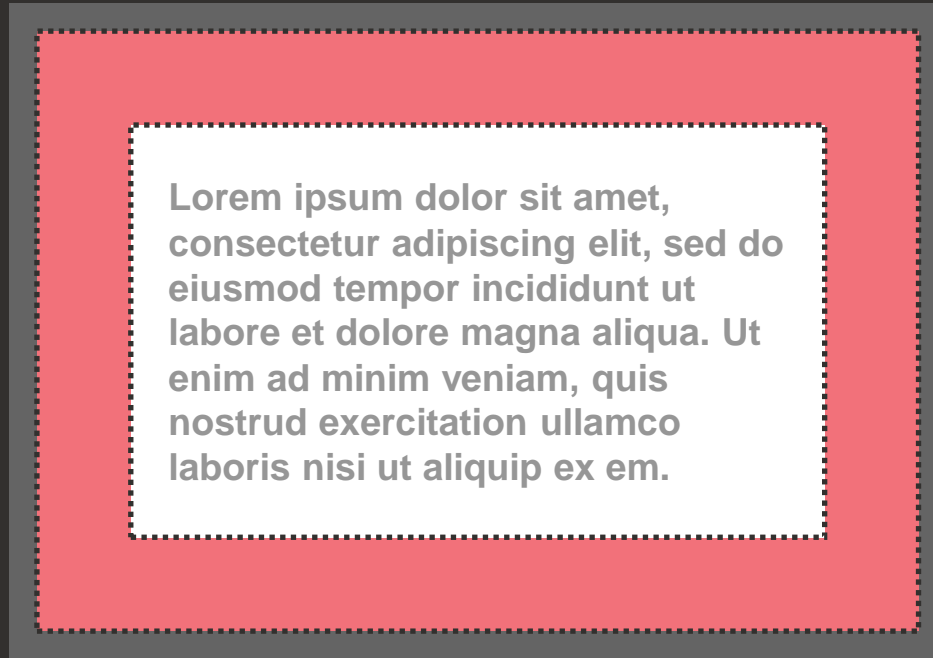 Lorem ipsum dolor sit amet,
consectetur adipiscing elit, sed do
eiusmod tempor incididunt ut
labore et dolore magna aliqua. Ut
enim ad minim veniam, quis
nostrud exercitation ullamco
laboris nisi ut aliquip ex em.